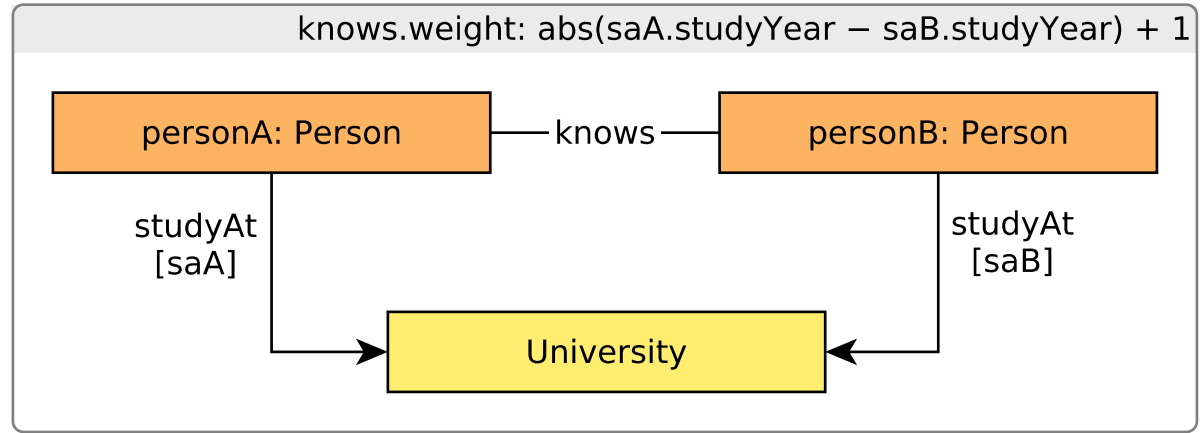 knows.weight: abs(saA.studyYear − saB.studyYear) + 1
personA: Person
knows
personB: Person
studyAt
[saA]
studyAt
[saB]
University